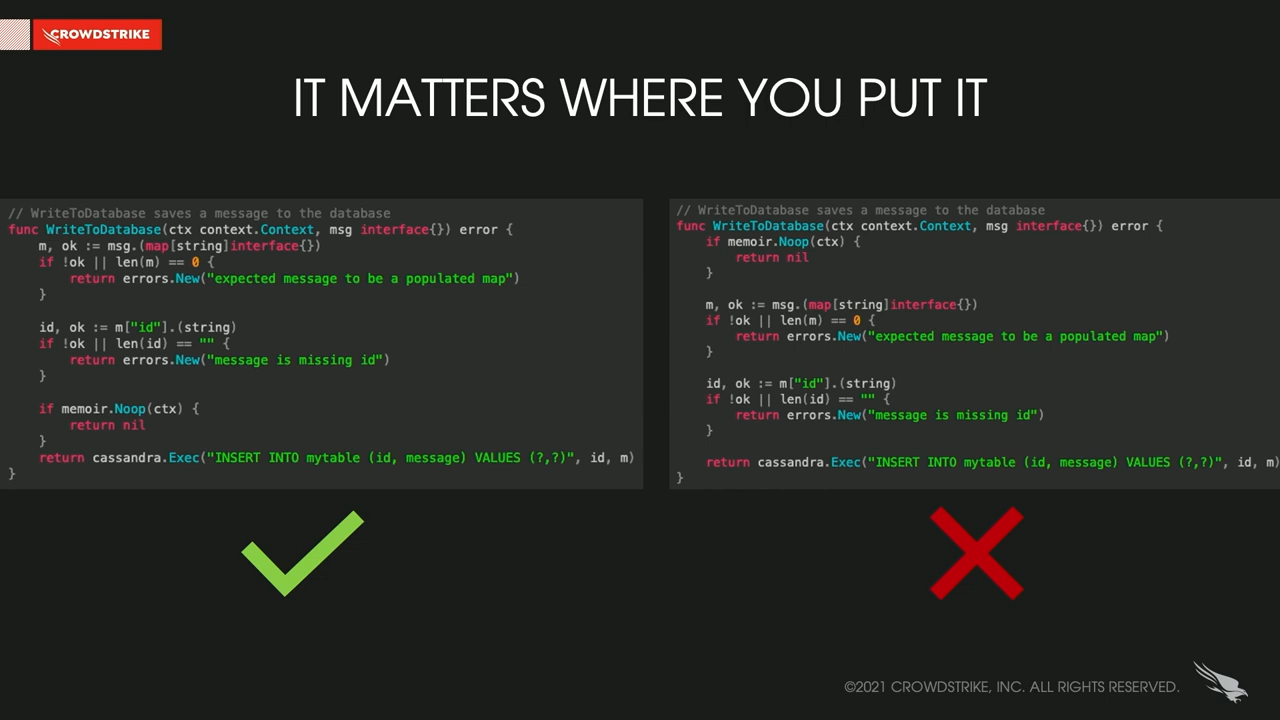 CROWDSTRIKE
IT MATTERS WHERE YOU PUT IT
// WriteToDatabase saves a message to the database
func WriteToDatabase(ctx context.Context, msg interface{}) error {
    m, ok := msg.(map[string]interface{})
    if !ok || len(m) == 0 {
        return errors.New("expected message to be a populated map")
    }
    id, ok := m["id"].(string)
    if !ok || len(id) == "" {
        return errors.New("message is missing id")
    }
    if memoir.Noop(ctx) {
        return nil
    }
    return cassandra.Exec("INSERT INTO mytable (id, message) VALUES (?,?)", id, m)
}
// WriteToDatabase saves a message to the database
func WriteToDatabase(ctx context.Context, msg interface{}) error {
    if memoir.Noop(ctx) {
        return nil
    }
    m, ok := msg.(map[string]interface{})
    if !ok || len(m) == 0 {
        return errors.New("expected message to be a populated map")
    }
    id, ok := m["id"].(string)
    if !ok || len(id) == "" {
        return errors.New("message is missing id")
    }
    return cassandra.Exec("INSERT INTO mytable (id, message) VALUES (?,?)", id, m)
}
©2021 CROWDSTRIKE, INC. ALL RIGHTS RESERVED.